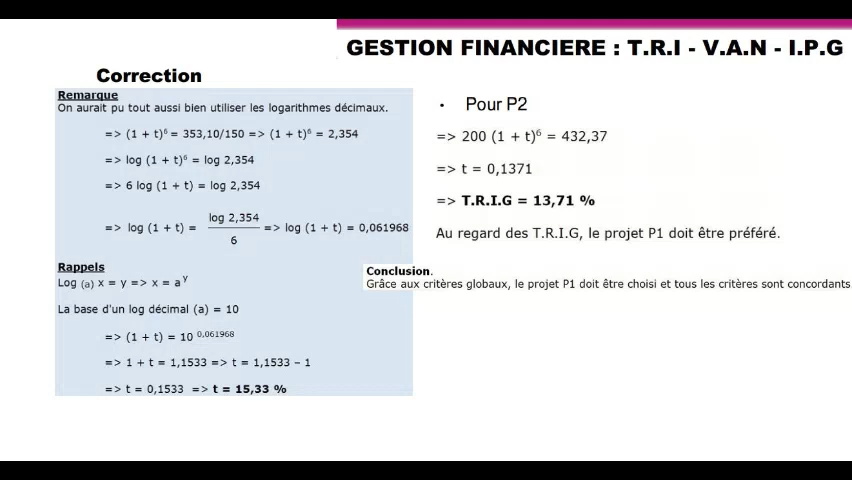 GESTION FINANCIERE : T.R.I - V.A.N - I.P.G
Correction
Remarque
On aurait pu tout aussi bien utiliser les logarithmes décimaux.
=> (1 + t)⁶ = 353,10/150 => (1 + t)⁶ = 2,354
=> log (1 + t)⁶ = log 2,354
=> 6 log (1 + t) = log 2,354
=> log (1 + t) = log 2,354 / 6 => log (1 + t) = 0,061968
Rappels
Log (a) x = y => x = a^y
La base d'un log décimal (a) = 10
=> (1 + t) = 10 ^0,061968
=> 1 + t = 1,1533 => t = 1,1533 – 1
=> t = 0,1533 => t = 15,33 %
• Pour P2
=> 200 (1 + t)⁶ = 432,37
=> t = 0,1371
=> T.R.I.G = 13,71 %
Au regard des T.R.I.G, le projet P1 doit être préféré.
Conclusion.
Grâce aux critères globaux, le projet P1 doit être choisi et tous les critères sont concordants